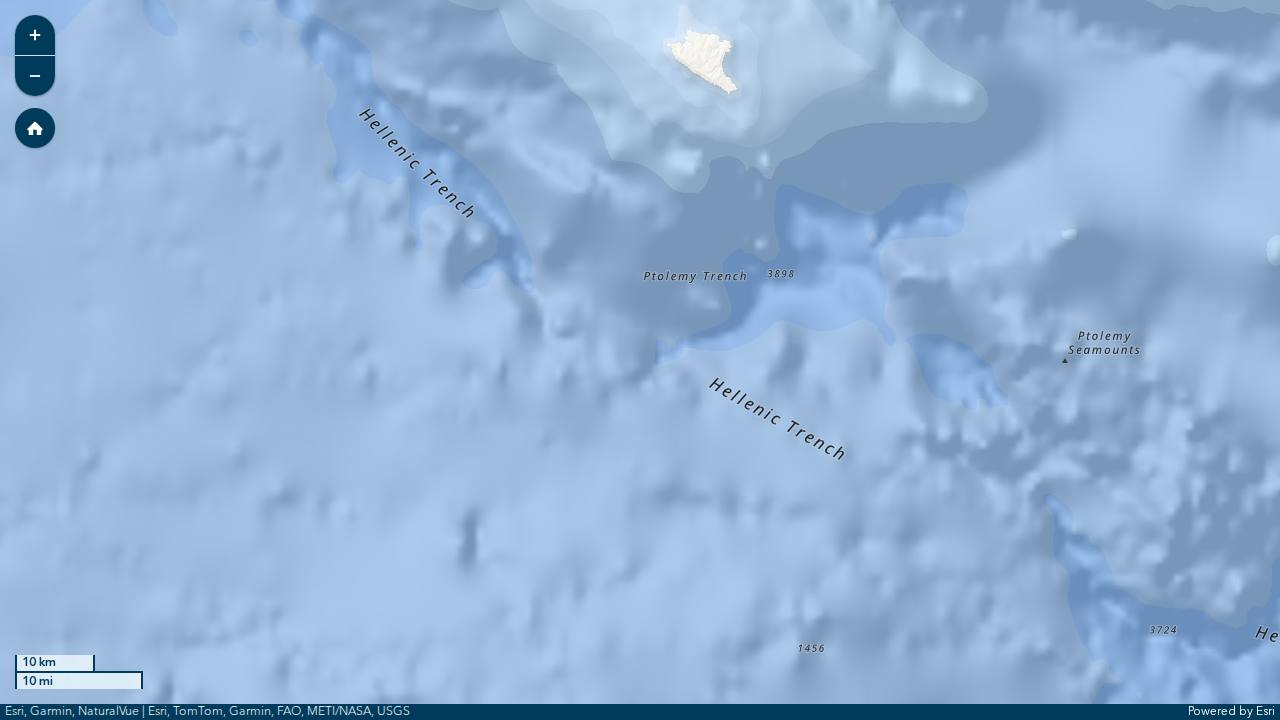 +
−
Hellenic Trench
Ptolemy Trench
3898
Ptolemy
Seamounts
Hellenic Trench
3724
He
1456
10 km
10 mi
Esri, Garmin, NaturalVue | Esri, TomTom, Garmin, FAO, METI/NASA, USGS
Powered by Esri